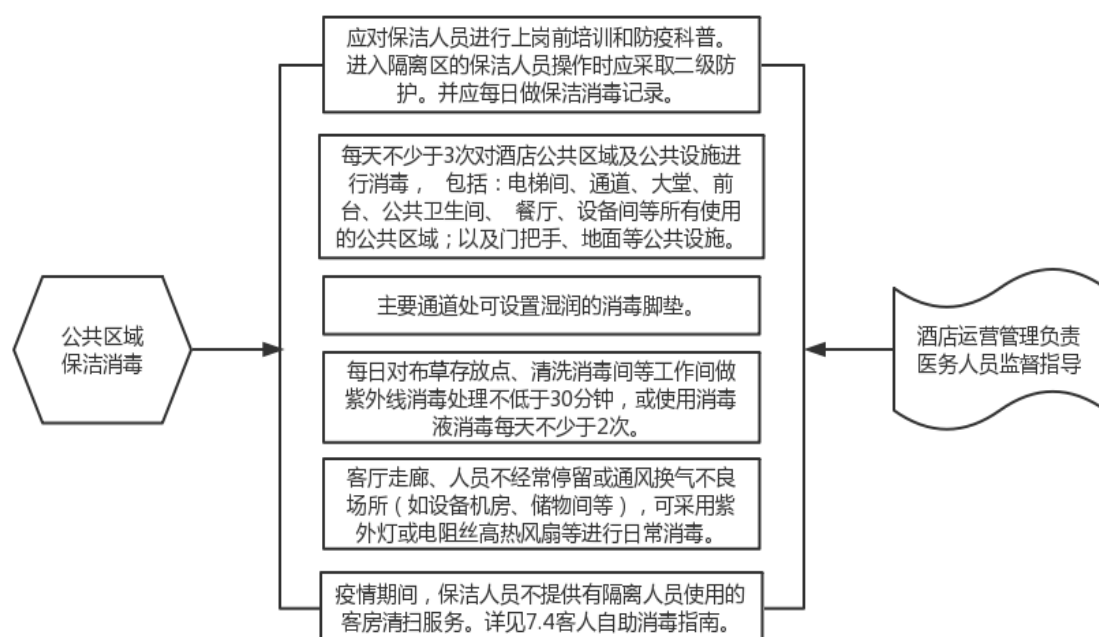 应对保洁人员进行上岗前培训和防疫科普。
进入隔离区的保洁人员操作时应采取二级防
护。并应每日做保洁消毒记录。
每天不少于3次对酒店公共区域及公共设施进
行消毒， 包括：电梯间、通道、大堂、前
台、公共卫生间、 餐厅、设备间等所有使用
的公共区域；以及门把手、地面等公共设施。
主要通道处可设置湿润的消毒脚垫。
公共区域
保洁消毒
酒店运营管理负责
医务人员监督指导
每日对布草存放点、清洗消毒间等工作间做
紫外线消毒处理不低于30分钟，或使用消毒
液消毒每天不少于2次。
客厅走廊、人员不经常停留或通风换气不良
场所（如设备机房、储物间等），可采用紫
外灯或电阻丝高热风扇等进行日常消毒。
疫情期间，保洁人员不提供有隔离人员使用的
客房清扫服务。详见7.4客人自助消毒指南。